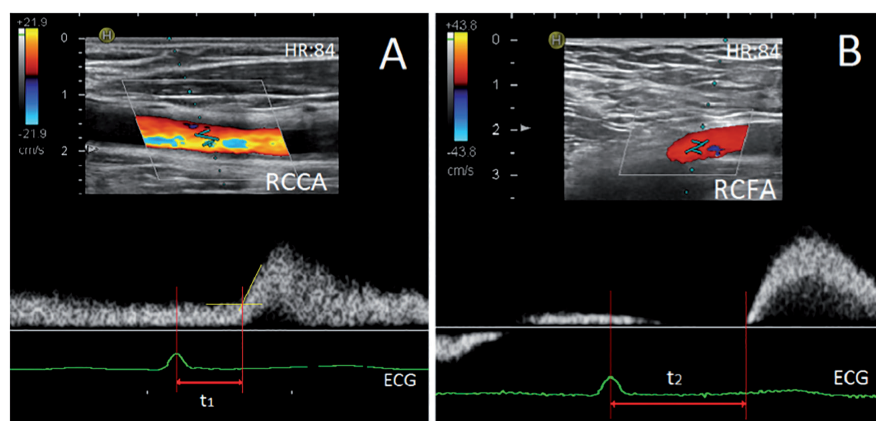 +21.9
-21.9
cm/s
H
0
1
2
HR:84
A
RCCA
t1
ECG
+43.8
-43.8
cm/s
H
0
1
2
3
HR:84
B
RCFA
t2
ECG